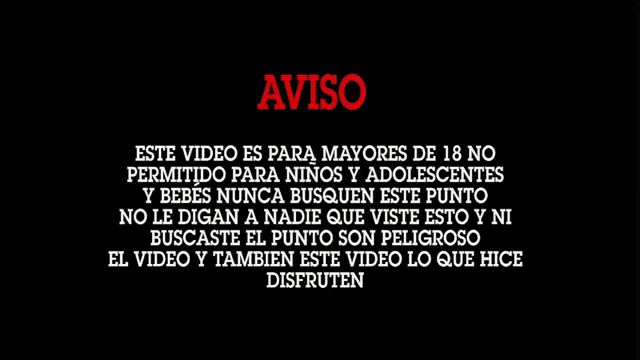 AVISO
ESTE VIDEO ES PARA MAYORES DE 18 NO
PERMITIDO PARA NIÑOS Y ADOLESCENTES
Y BEBÉS NUNCA BUSQUEN ESTE PUNTO
NO LE DIGAN A NADIE QUE VISTE ESTO Y NI
BUSCASTE EL PUNTO SON PELIGROSO
EL VIDEO Y TAMBIEN ESTE VIDEO LO QUE HICE
DISFRUTEN